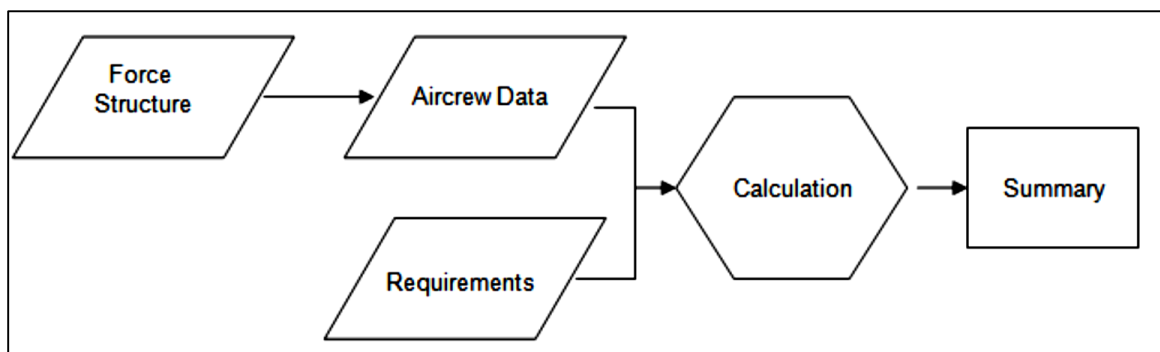 Force
Structure
Aircrew Data
Requirements
Calculation
Summary